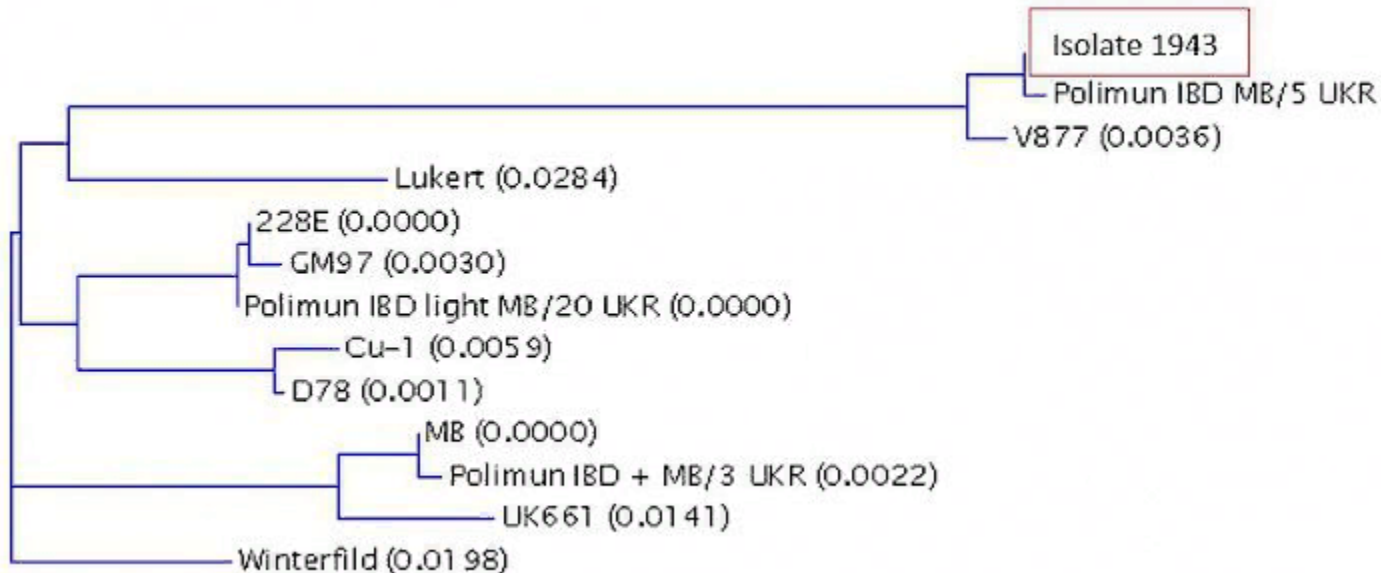 Isolate 1943
Polimun IBD MB/5 UKR
V877 (0.0036)
Lukert (0.0284)
228E (0.0000)
GM97 (0.0030)
Polimun IBD light MB/20 UKR (0.0000)
Cu-1 (0.0059)
D78 (0.0011)
MB (0.0000)
Polimun IBD + MB/3 UKR (0.0022)
UK661 (0.0141)
Winterfild (0.0198)